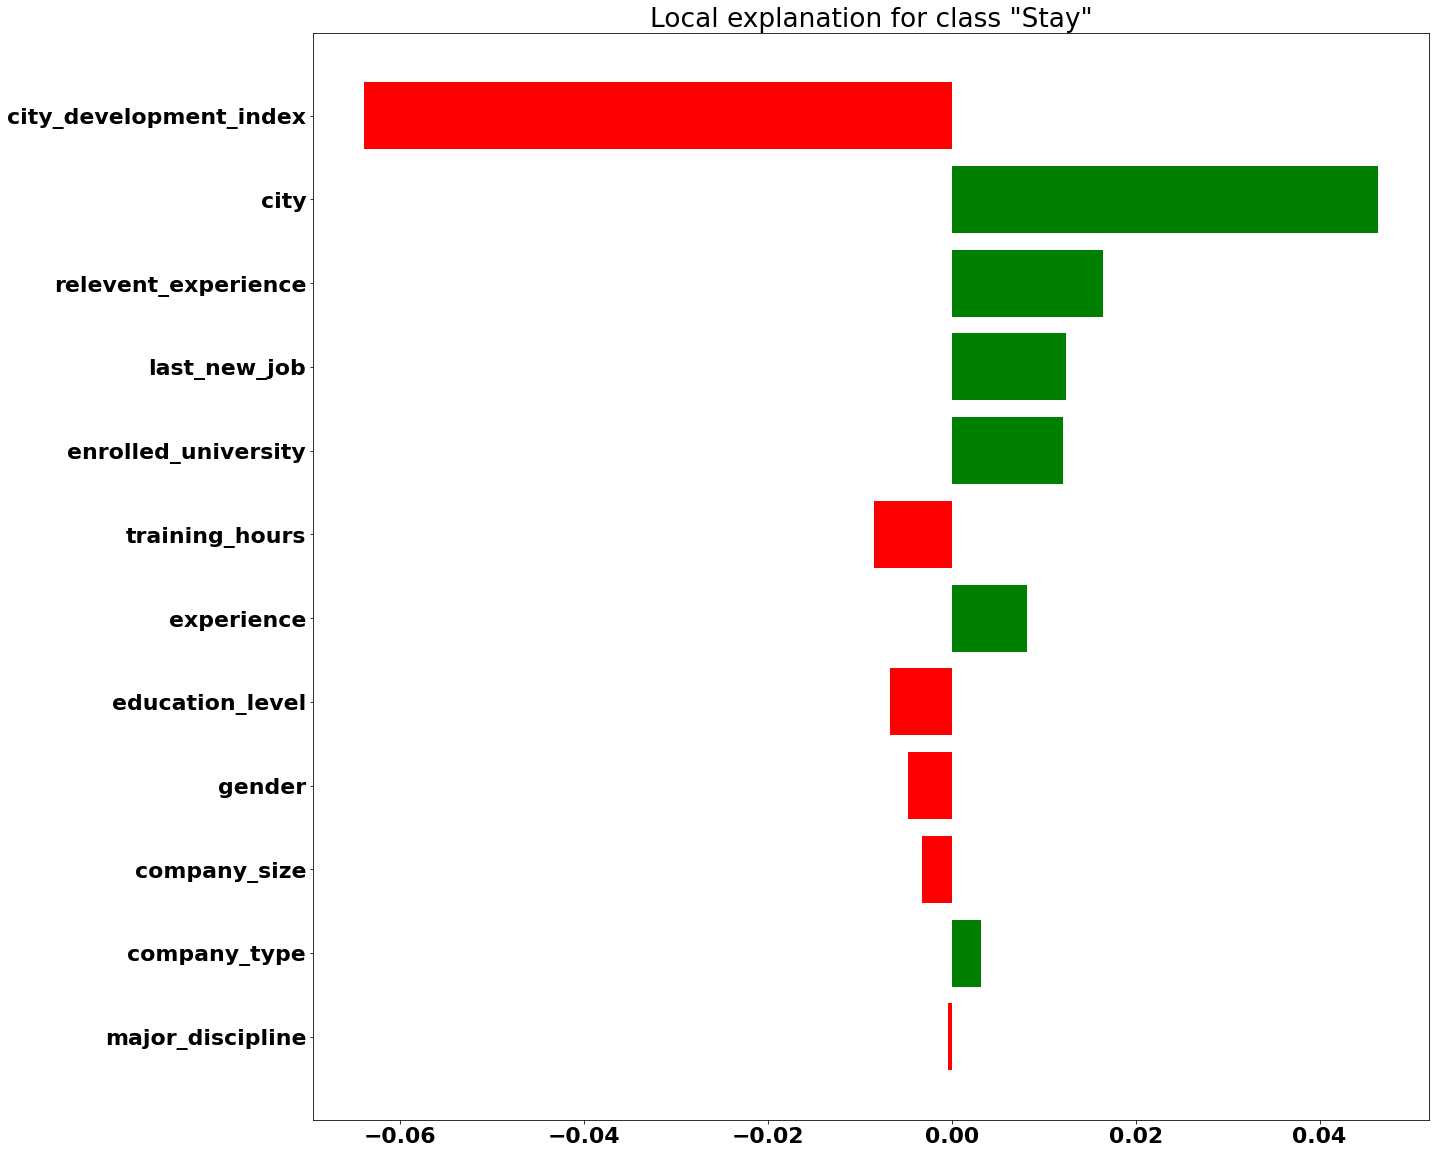 Local explanation for class "Stay"
city_development_index
city
relevent_experience
last_new_job
enrolled_university
training_hours
experience
education_level
gender
company_size
company_type
major_discipline
−0.06 −0.04 −0.02 0.00 0.02 0.04